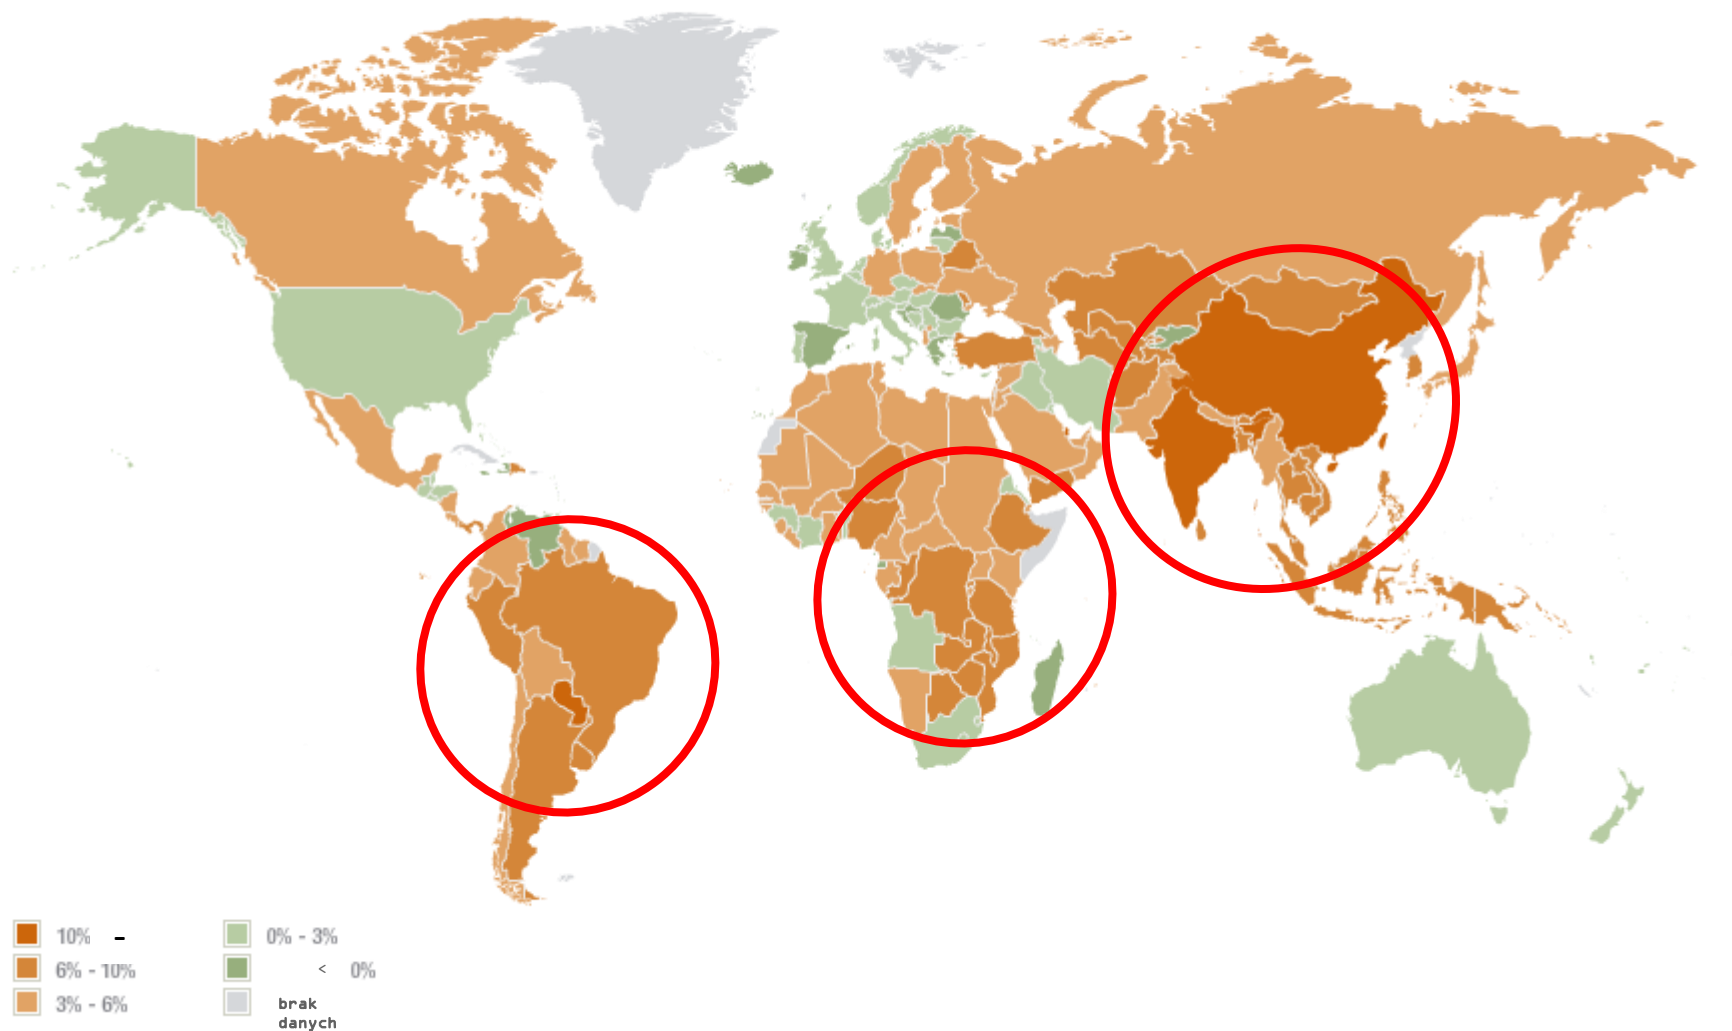 10% –
6% - 10%
3% - 6%
0% - 3%
< 0%
brak
danych